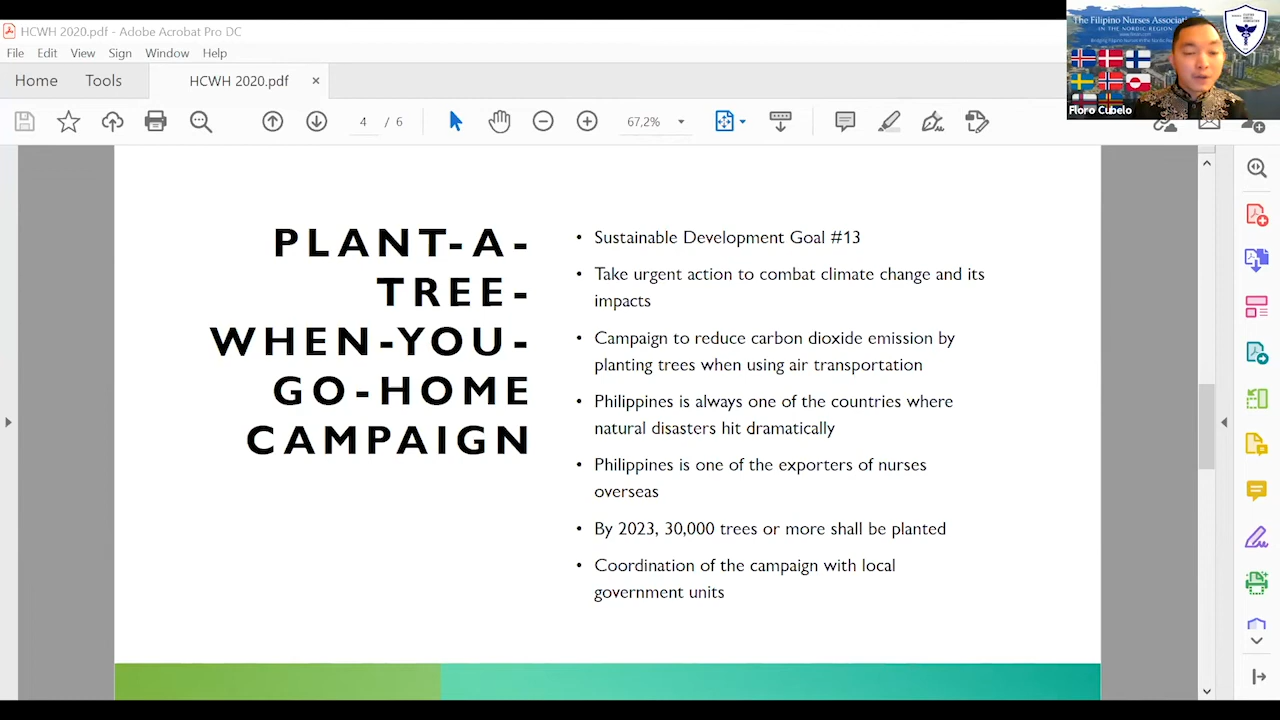 HCWH 2020.pdf - Adobe Acrobat Pro DC
File Edit View Sign Window Help
Home Tools HCWH 2020.pdf ×
4 / 6 67,2%
The Filipino Nurses Associati
IN THE NORDIC REGION
Floro Cubelo
PLANT-A-
TREE-
WHEN-YOU-
GO-HOME
CAMPAIGN
• Sustainable Development Goal #13
• Take urgent action to combat climate change and its
impacts
• Campaign to reduce carbon dioxide emission by
planting trees when using air transportation
• Philippines is always one of the countries where
natural disasters hit dramatically
• Philippines is one of the exporters of nurses
overseas
• By 2023, 30,000 trees or more shall be planted
• Coordination of the campaign with local
government units